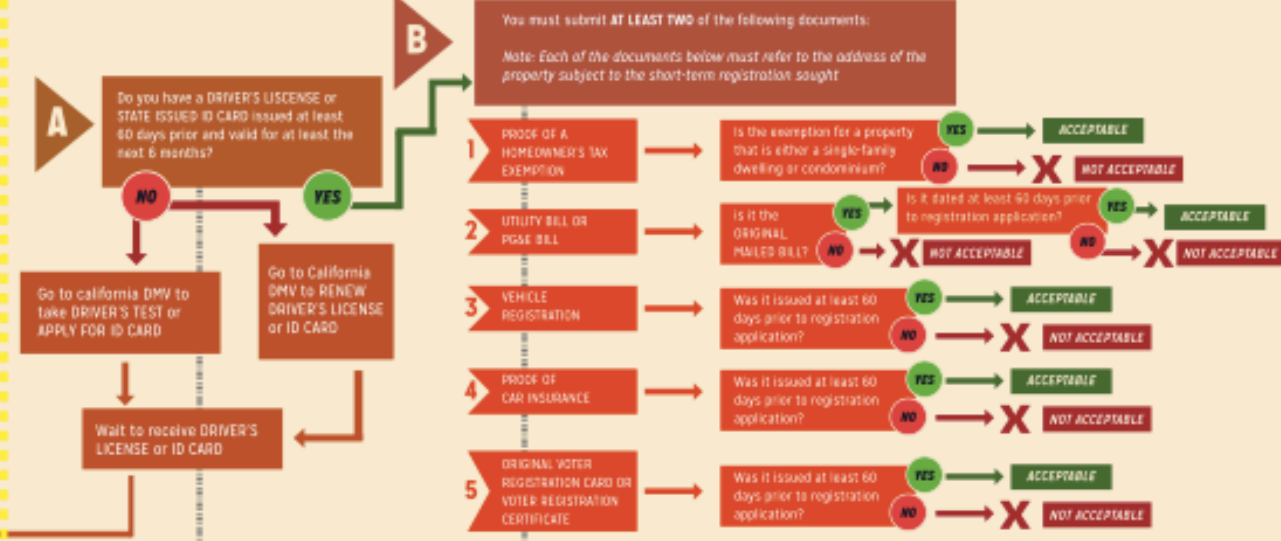 A
Do you have a DRIVER'S LISCENSE or
STATE ISSUED ID CARD issued at least
60 days prior and valid for at least the
next 6 months?
NO
YES
Go to california DMV to
take DRIVER'S TEST or
APPLY FOR ID CARD
Go to California
DMV to RENEW
DRIVER'S LICENSE
or ID CARD
Wait to receive DRIVER'S
LICENSE or ID CARD
B
You must submit AT LEAST TWO of the following documents:
Note: Each of the documents below must refer to the address of the
property subject to the short-term registration sought
1
PROOF OF A
HOMEOWNER'S TAX
EXEMPTION
Is the exemption for a property
that is either a single-family
dwelling or condominium?
YES
ACCEPTABLE
NO
X
NOT ACCEPTABLE
2
UTILITY BILL OR
PG&E BILL
Is it the
ORIGINAL
MAILED BILL?
YES
NO
X
NOT ACCEPTABLE
Is it dated at least 60 days prior
to registration application?
YES
ACCEPTABLE
NO
X
NOT ACCEPTABLE
3
VEHICLE
REGISTRATION
Was it issued at least 60
days prior to registration
application?
YES
ACCEPTABLE
NO
X
NOT ACCEPTABLE
4
PROOF OF
CAR INSURANCE
Was it issued at least 60
days prior to registration
application?
YES
ACCEPTABLE
NO
X
NOT ACCEPTABLE
5
ORIGINAL VOTER
REGISTRATION CARD OR
VOTER REGISTRATION
CERTIFICATE
Was it issued at least 60
days prior to registration
application?
YES
ACCEPTABLE
NO
X
NOT ACCEPTABLE